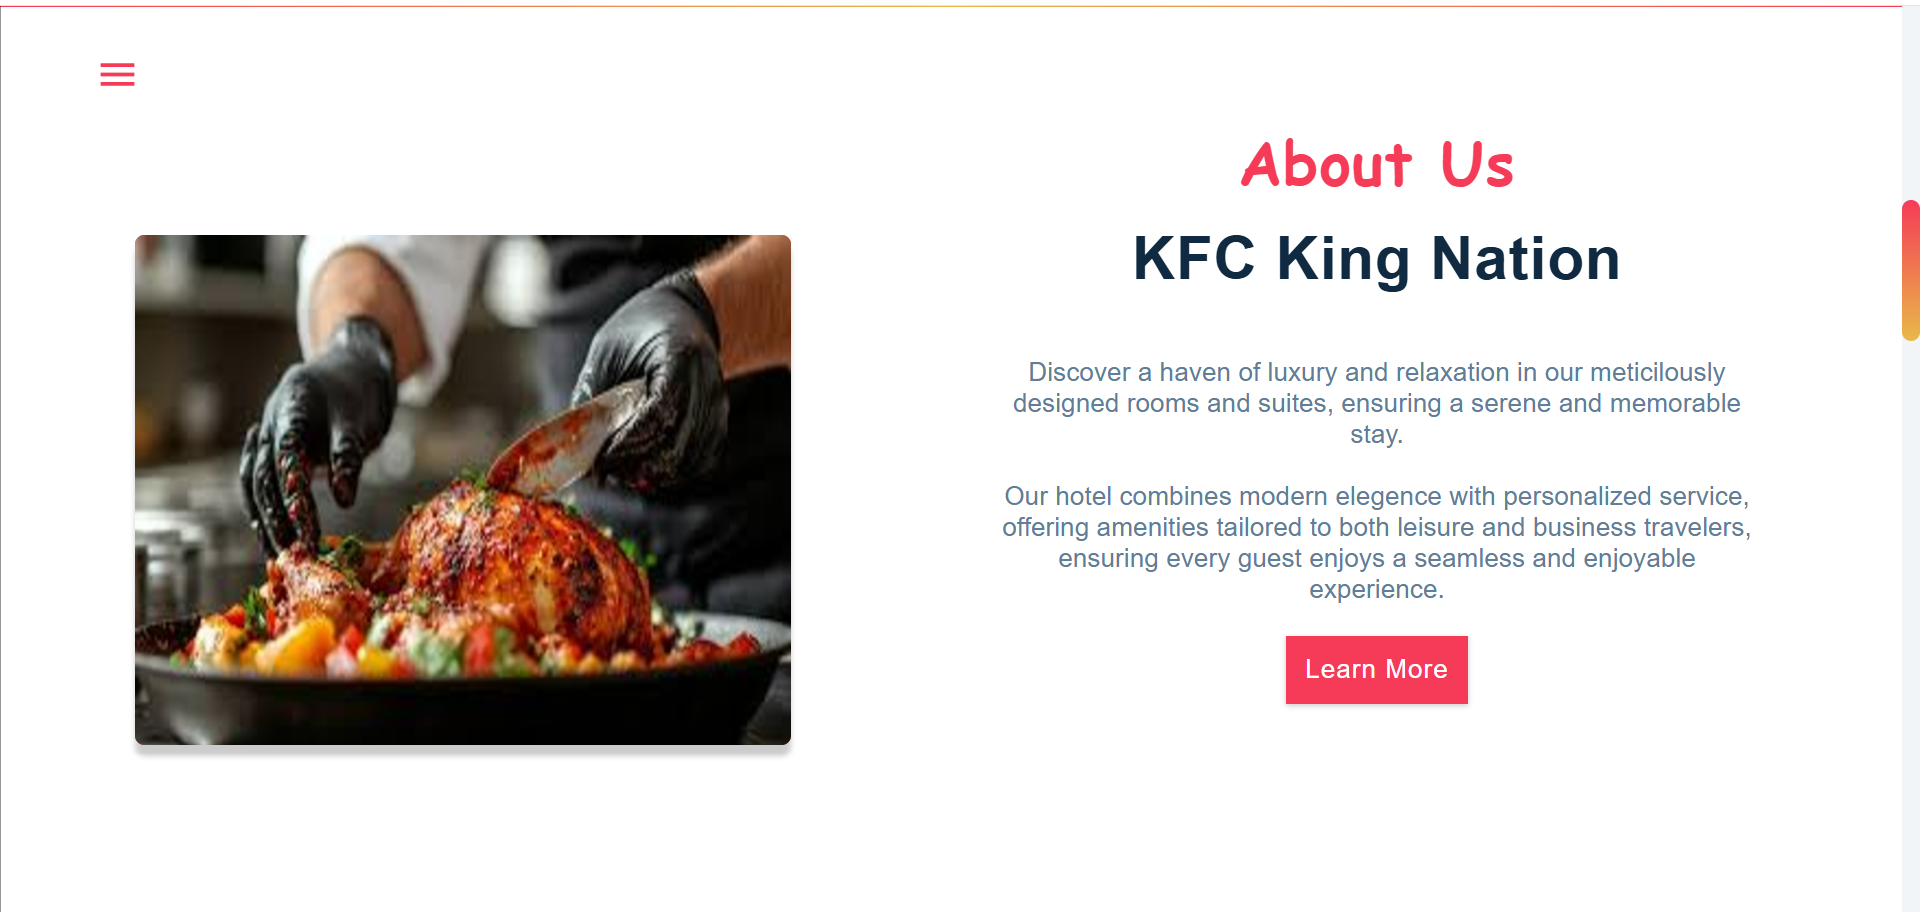 About Us
KFC King Nation
Discover a haven of luxury and relaxation in our meticilously
designed rooms and suites, ensuring a serene and memorable
stay.
Our hotel combines modern elegence with personalized service,
offering amenities tailored to both leisure and business travelers,
ensuring every guest enjoys a seamless and enjoyable
experience.
Learn More